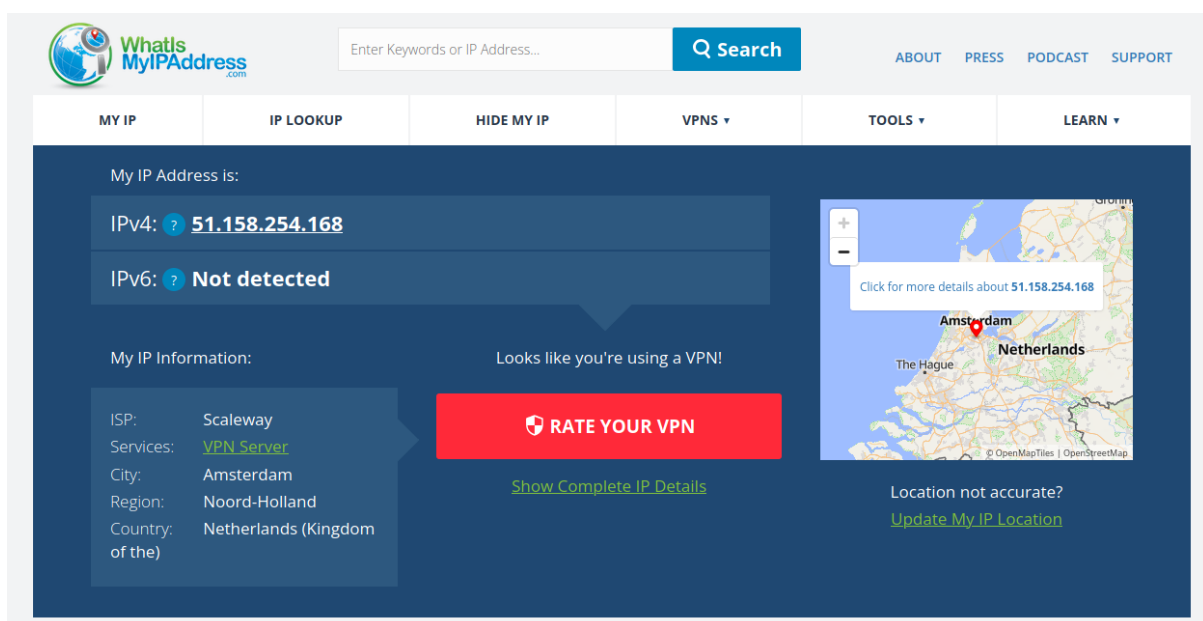 WhatIs
MyIPAddress
.com
Enter Keywords or IP Address...
Search
ABOUT PRESS PODCAST SUPPORT
MY IP IP LOOKUP HIDE MY IP VPNS ▾ TOOLS ▾ LEARN ▾
My IP Address is:
IPv4: ? 51.158.254.168
IPv6: ? Not detected
My IP Information:
ISP: Scaleway
Services: VPN Server
City: Amsterdam
Region: Noord-Holland
Country: Netherlands (Kingdom
of the)
Looks like you're using a VPN!
RATE YOUR VPN
Show Complete IP Details
+
−
Click for more details about 51.158.254.168
Amsterdam
Netherlands
The Hague
© OpenMapTiles | OpenStreetMap
Location not accurate?
Update My IP Location